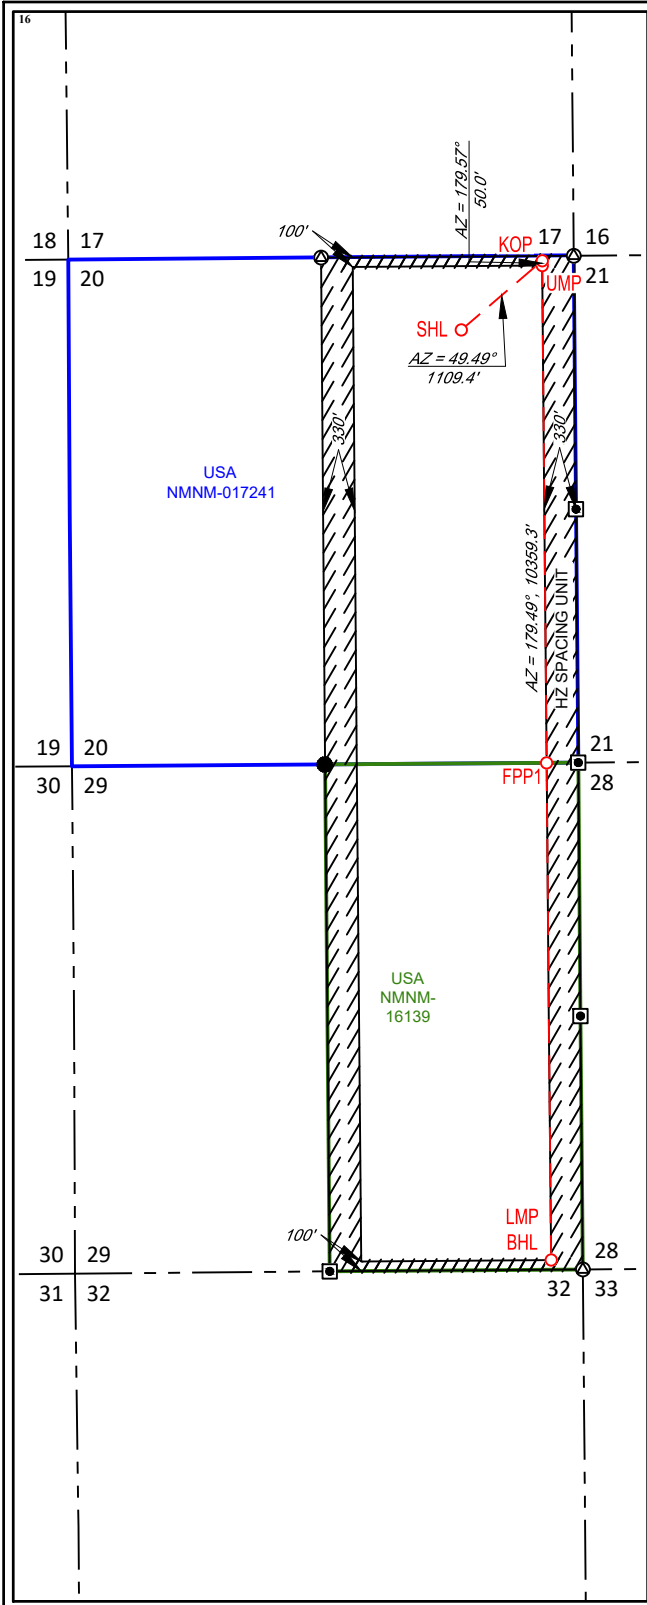 16
AZ = 179.57°
50.0'
100'
KOP
18 17
17 16
19 20
UMP 21
SHL
AZ = 49.49°
1109.4'
330'
330'
USA
NMNM-017241
AZ = 179.49°, 10359.3'
HZ SPACING UNIT
19 20
21
30 29
FPP1
28
USA
NMNM-
16139
LMP
100'
BHL
30 29
28
31 32
32 33